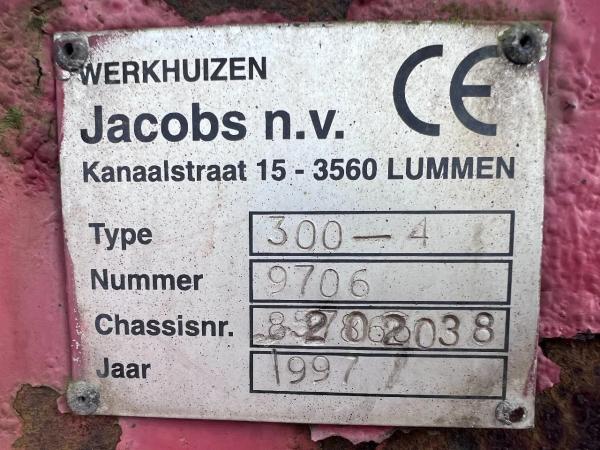 WERKHUIZEN
CE
Jacobs n.v.
Kanaalstraat 15 - 3560 LUMMEN
Type 300-4
Nummer 9706
Chassisnr.
Jaar 1997